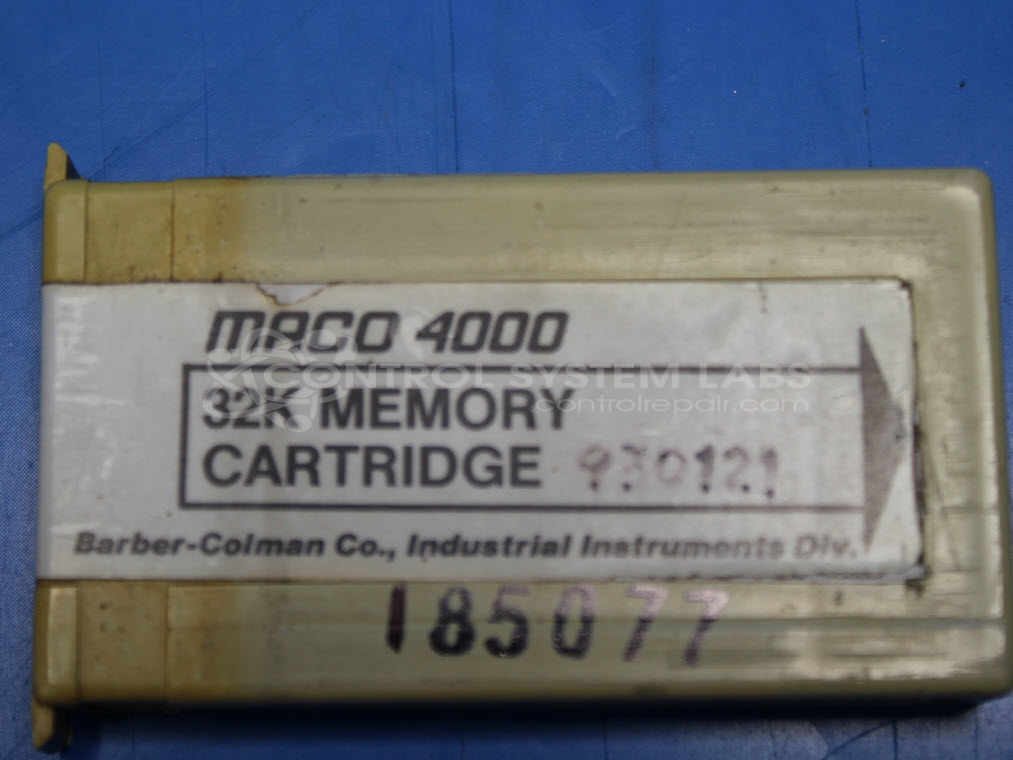 MACO 4000
CONTROL SYSTEM LABS
controlrepair.com
32K MEMORY
CARTRIDGE 930121
Barber-Colman Co., Industrial Instruments Div.
185077